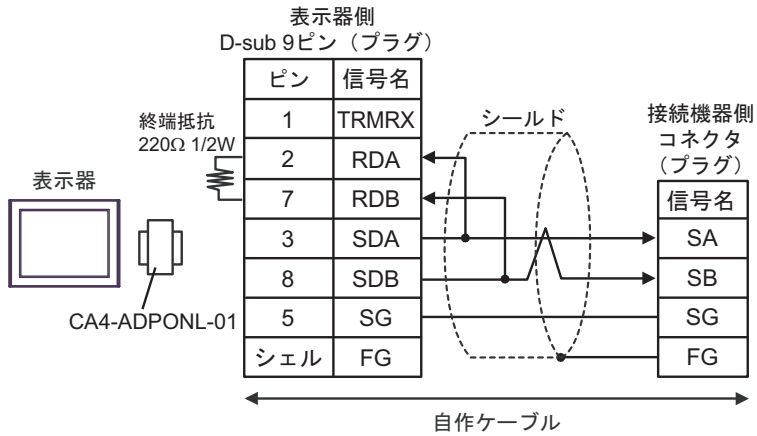 表示器側
D-sub 9ピン（プラグ）
ピン 信号名
1 TRMRX
2 RDA
7 RDB
3 SDA
8 SDB
5 SG
シェル FG
終端抵抗
220Ω 1/2W
表示器
CA4-ADPONL-01
シールド
接続機器側
コネクタ
（プラグ）
信号名
SA
SB
SG
FG
自作ケーブル